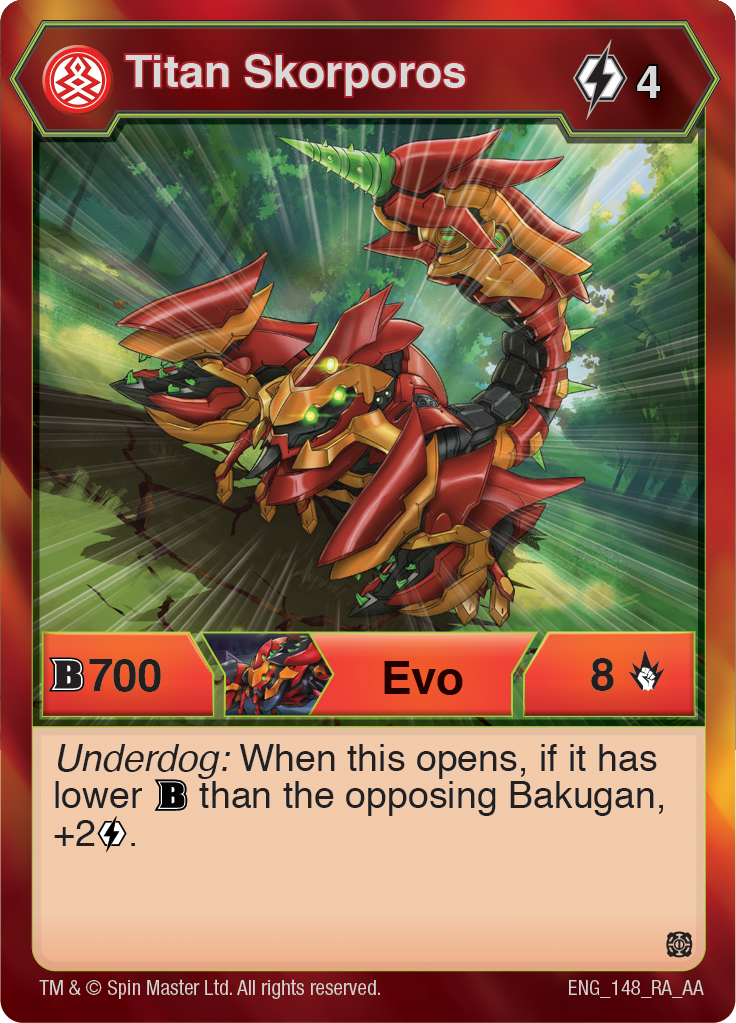 Titan Skorporos
4
B 700
Evo
8
Underdog: When this opens, if it has
lower B than the opposing Bakugan,
+2.
TM & © Spin Master Ltd. All rights reserved.
ENG_148_RA_AA